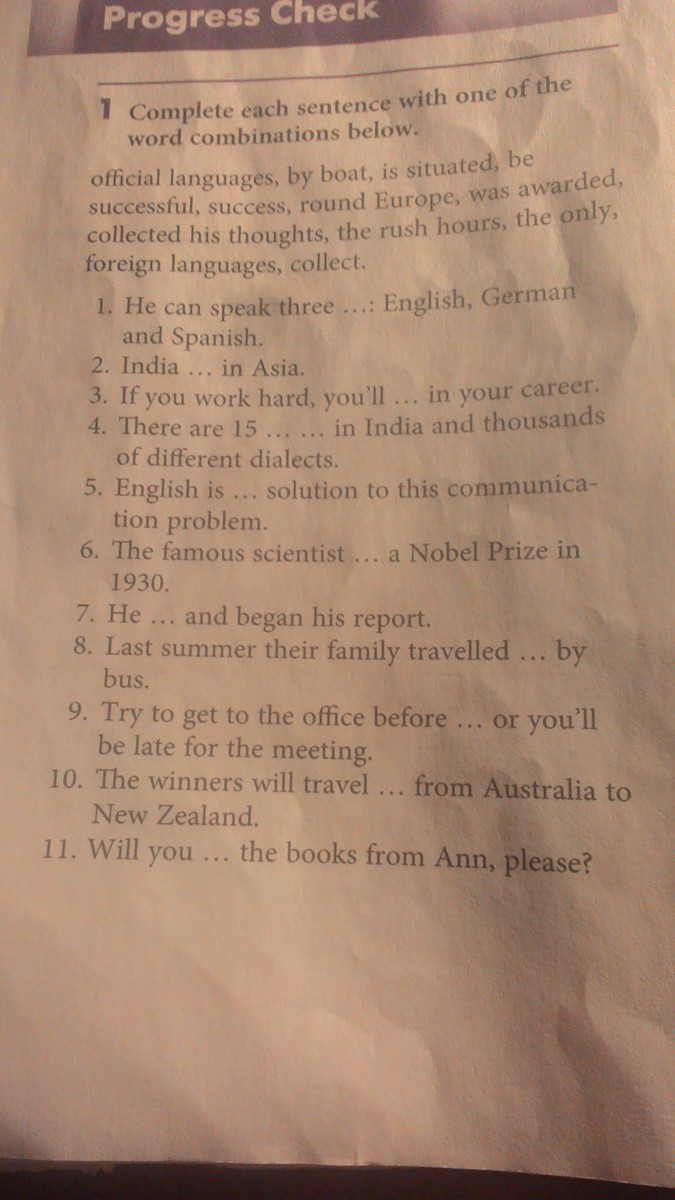 Progress Check
1 Complete each sentence with one of the
word combinations below.
official languages, by boat, is situated, be
successful, success, round Europe, was awarded,
collected his thoughts, the rush hours, the only,
foreign languages, collect.
1. He can speak three ...: English, German
and Spanish.
2. India ... in Asia.
3. If you work hard, you'll ... in your career.
4. There are 15 ... ... in India and thousands
of different dialects.
5. English is ... solution to this communica-
tion problem.
6. The famous scientist ... a Nobel Prize in
1930.
7. He ... and began his report.
8. Last summer their family travelled ... by
bus.
9. Try to get to the office before ... or you'll
be late for the meeting.
10. The winners will travel ... from Australia to
New Zealand.
11. Will you ... the books from Ann, please?